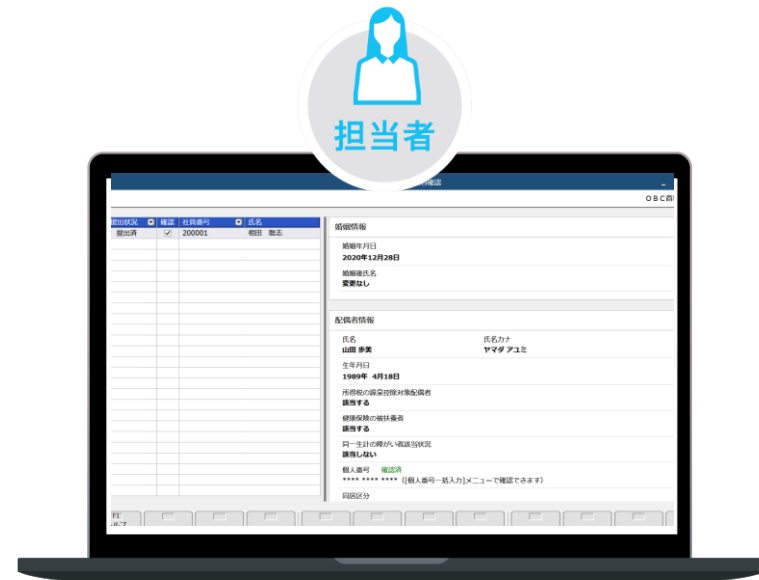 担当者
確認
OBC商
提出状況 確認 社員番号 氏名
提出済 200001
婚姻情報
婚姻年月日
2020年12月28日
婚姻後氏名
変更なし
配偶者情報
氏名 氏名カナ
山田 歩美 ヤマダ アユミ
生年月日
1989年 4月18日
所得税の源泉控除対象配偶者
該当する
健康保険の被扶養者
該当する
同一生計の障がい者該当状況
該当しない
個人番号 確認済
**** **** **** ([個人番号一括入力]メニューで確認できます)
同居区分
F1
ルプ